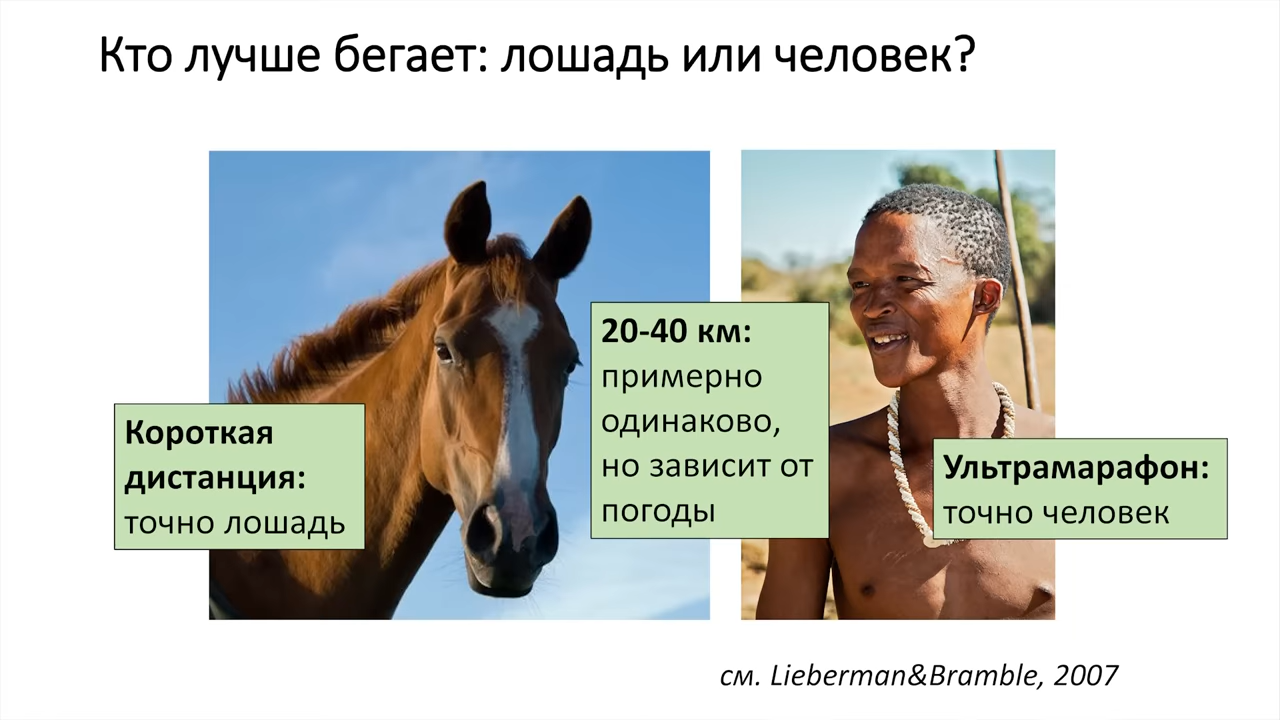 Кто лучше бегает: лошадь или человек?
Короткая
дистанция:
точно лошадь
20-40 км:
примерно
одинаково,
но зависит от
погоды
Ультрамарафон:
точно человек
см. Lieberman&Bramble, 2007